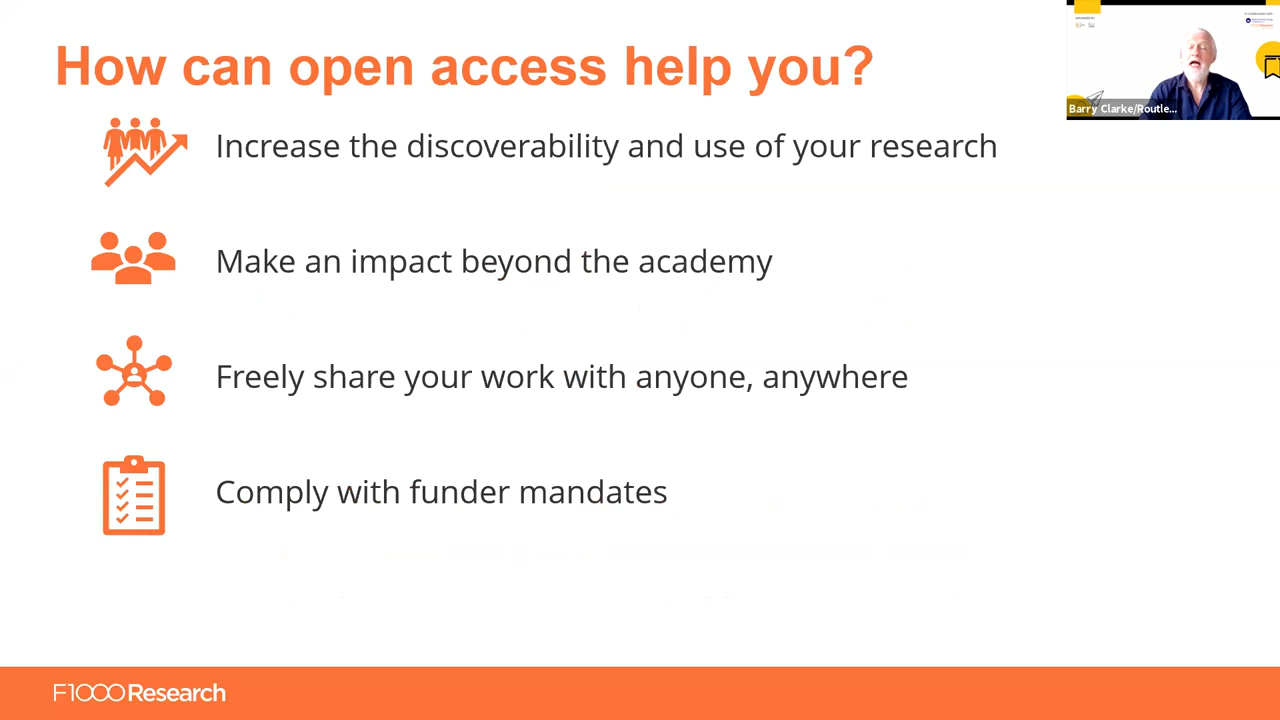 How can open access help you?
Increase the discoverability and use of your research
Make an impact beyond the academy
Freely share your work with anyone, anywhere
Comply with funder mandates
Barry Clarke/Routle...
F1000Research